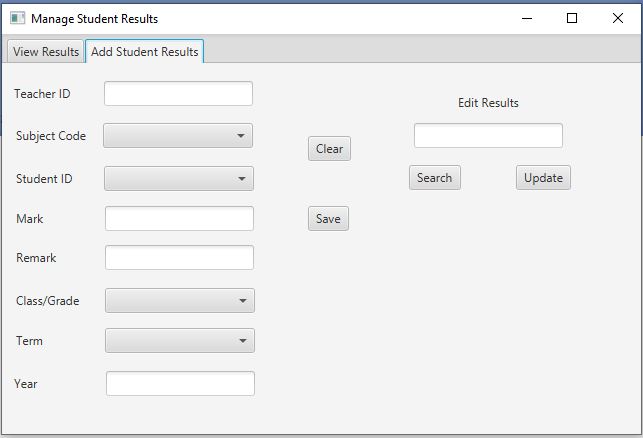 Manage Student Results
View Results
Add Student Results
Teacher ID
Subject Code
Student ID
Mark
Remark
Class/Grade
Term
Year
Clear
Save
Edit Results
Search
Update